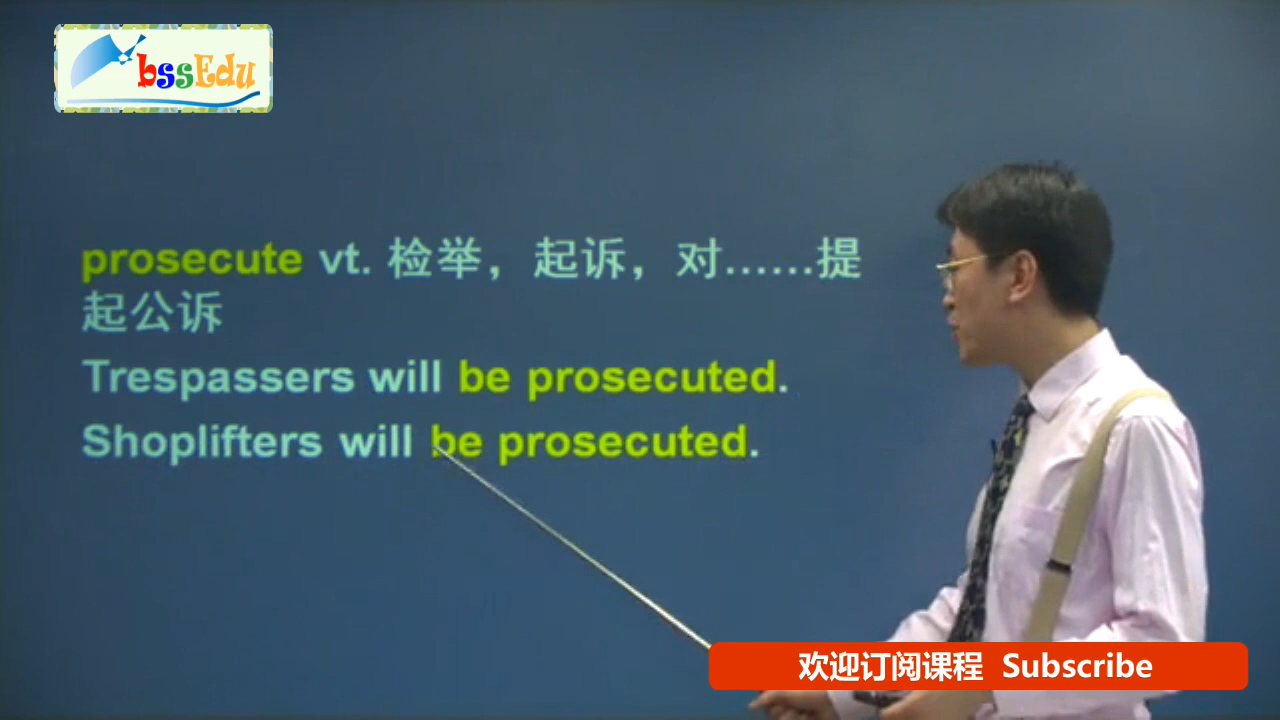 bssEdu
prosecute vt. 检举，起诉，对……提
起公诉
Trespassers will be prosecuted.
Shoplifters will be prosecuted.
欢迎订阅课程 Subscribe